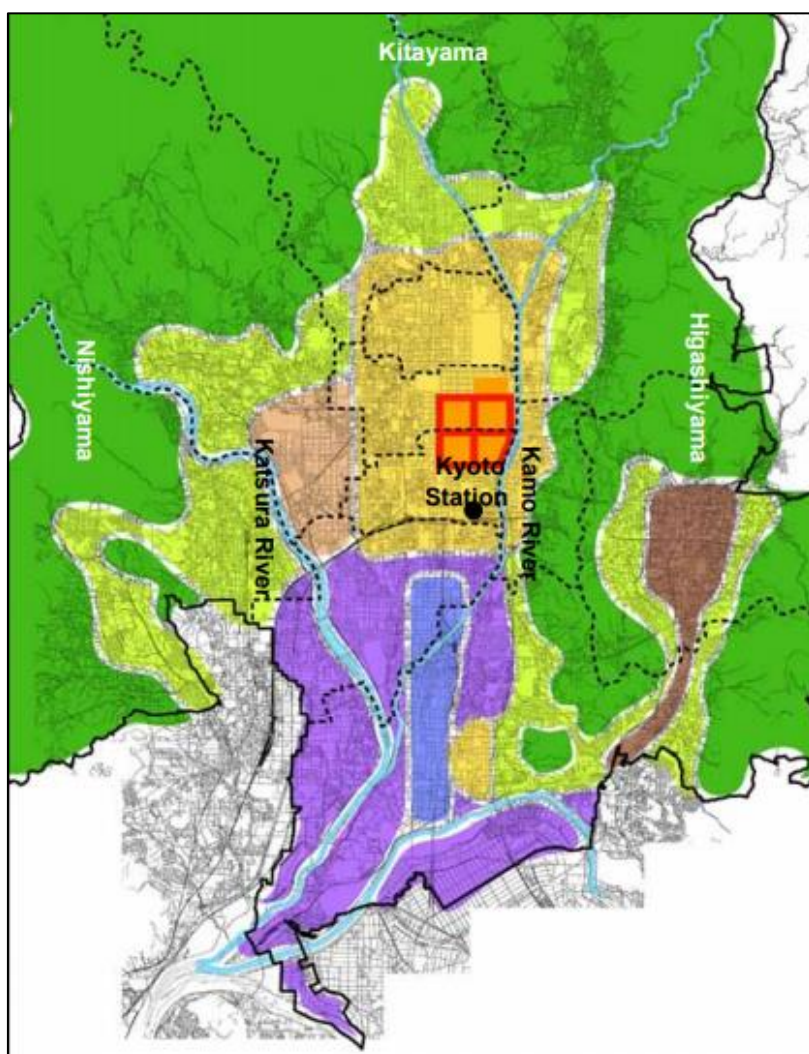 Kitayama
Nishiyama
Higashiyama
Katsura River
Kamo River
Kyoto
Station